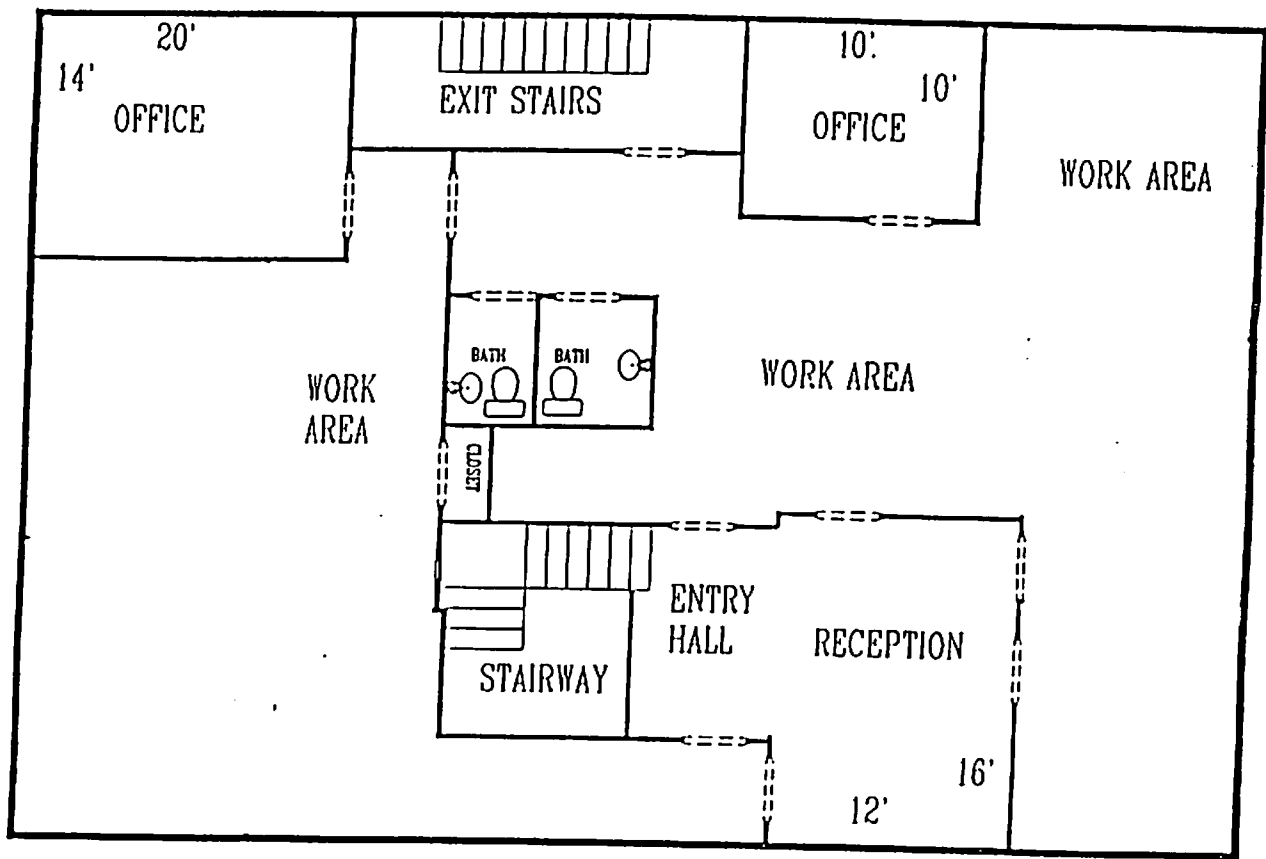 20'
14'
OFFICE
EXIT STAIRS
10'.
10'
OFFICE
WORK AREA
WORK
AREA
BATH
BATH
WORK AREA
CLOSET
ENTRY
HALL
RECEPTION
STAIRWAY
16'
12'